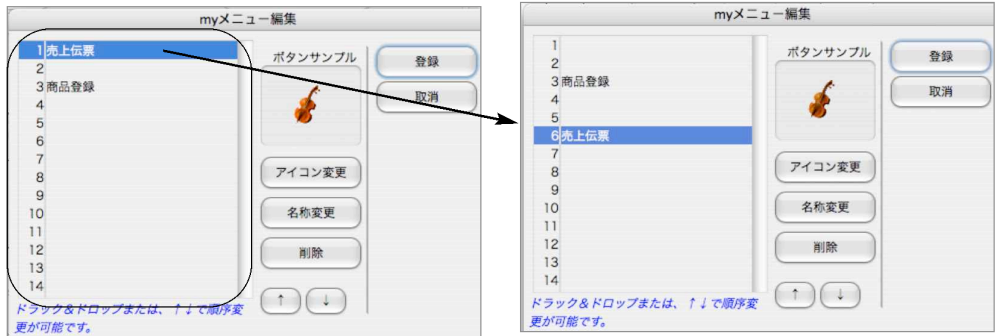 myメニュー編集
1 売上伝票
2
3 商品登録
4
5
6
7
8
9
10
11
12
13
14
ボタンサンプル
アイコン変更
名称変更
削除
↑ ↓
登録
取消
ドラック＆ドロップまたは、↑↓で順序変
更が可能です。
myメニュー編集
1
2
3 商品登録
4
5
6 売上伝票
7
8
9
10
11
12
13
14
ボタンサンプル
アイコン変更
名称変更
削除
↑ ↓
登録
取消
ドラック＆ドロップまたは、↑↓で順序変
更が可能です。